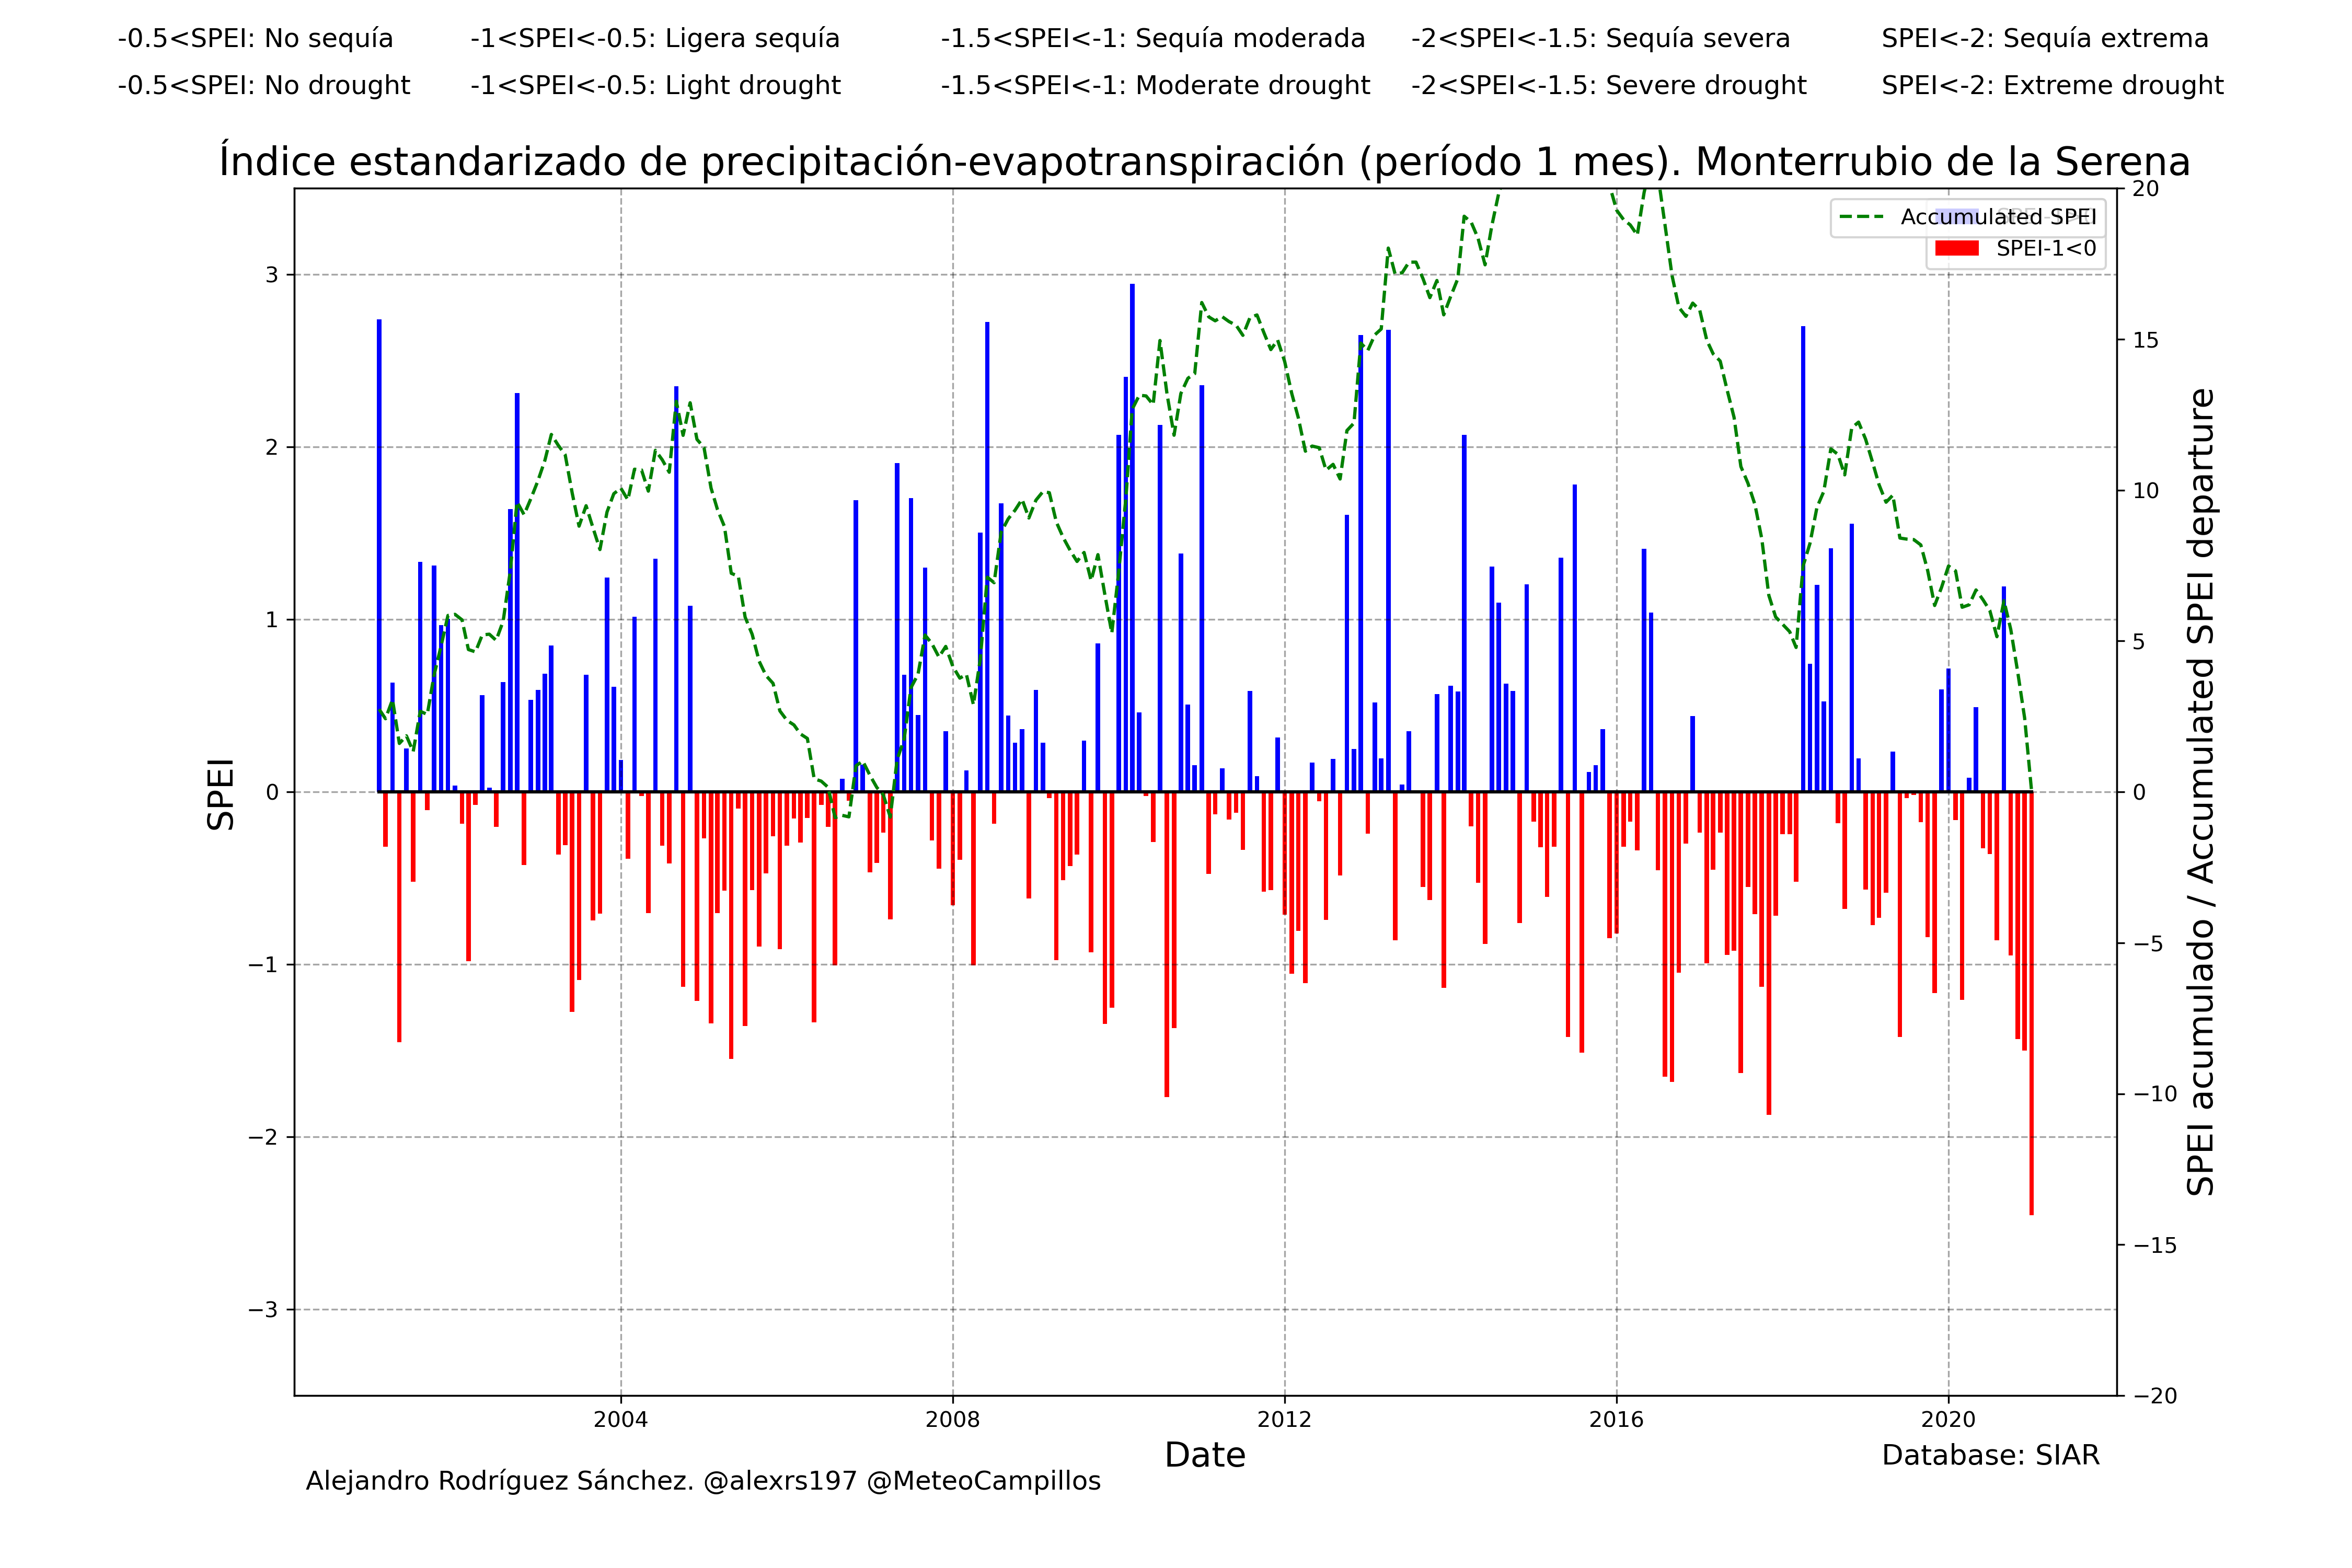 -0.5<SPEI: No sequía -1<SPEI<-0.5: Ligera sequía -1.5<SPEI<-1: Sequía moderada -2<SPEI<-1.5: Sequía severa SPEI<-2: Sequía extrema
-0.5<SPEI: No drought -1<SPEI<-0.5: Light drought -1.5<SPEI<-1: Moderate drought -2<SPEI<-1.5: Severe drought SPEI<-2: Extreme drought
Índice estandarizado de precipitación-evapotranspiración (período 1 mes). Monterrubio de la Serena
Accumulated SPEI
SPEI-1<0
SPEI
3
2
1
0
−1
−2
−3
20
15
10
5
0
−5
−10
−15
−20
SPEI acumulado / Accumulated SPEI departure
2004 2008 2012 2016 2020
Date
Database: SIAR
Alejandro Rodríguez Sánchez. @alexrs197 @MeteoCampillos